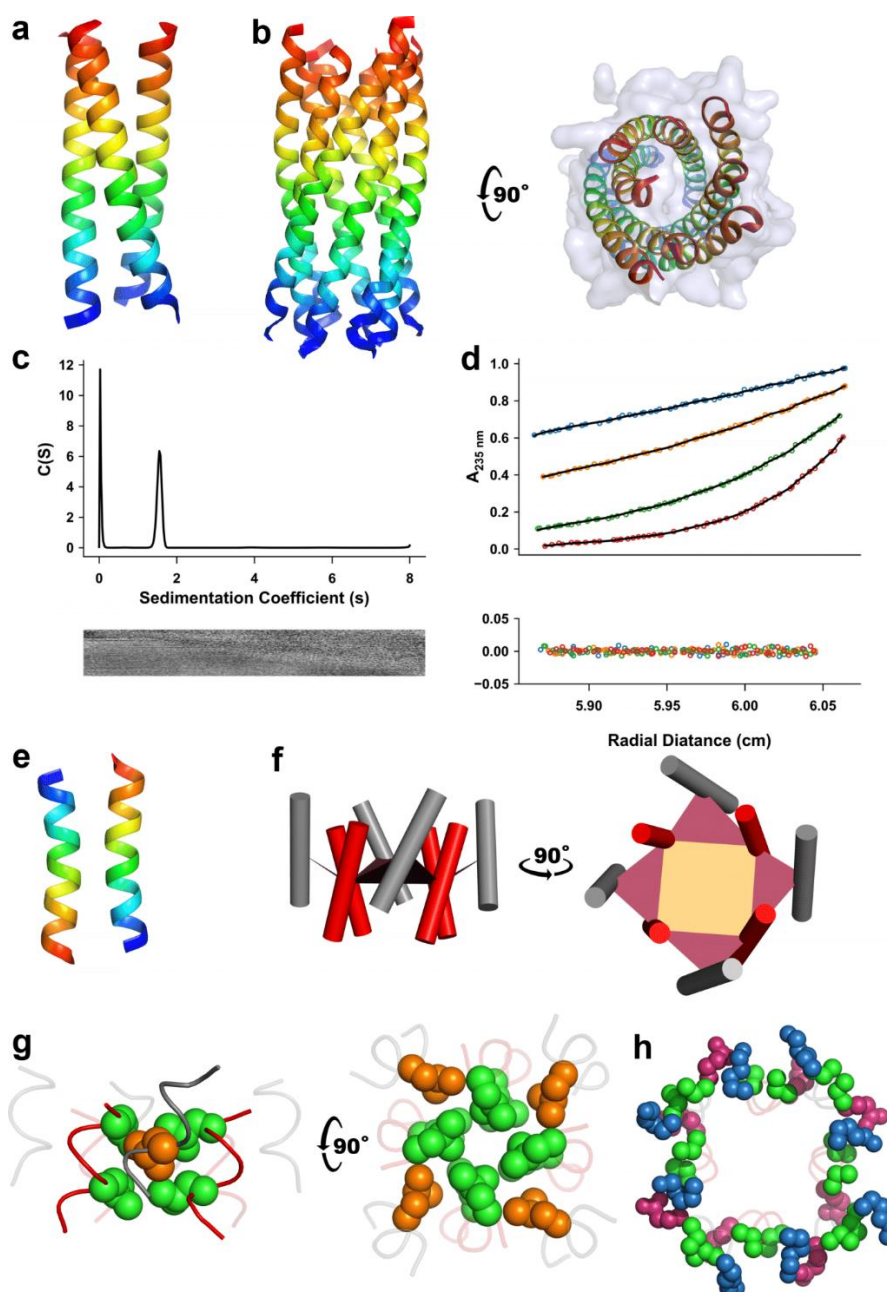 a
b
90°
c
12
10
8
6
4
2
0
C(S)
0 2 4 6 8
Sedimentation Coefficient (s)
d
1.0
0.8
0.6
0.4
0.2
0.0
A235 nm
0.05
0.00
−0.05
5.90 5.95 6.00 6.05
Radial Diatance (cm)
e
f
90°
g
90°
h